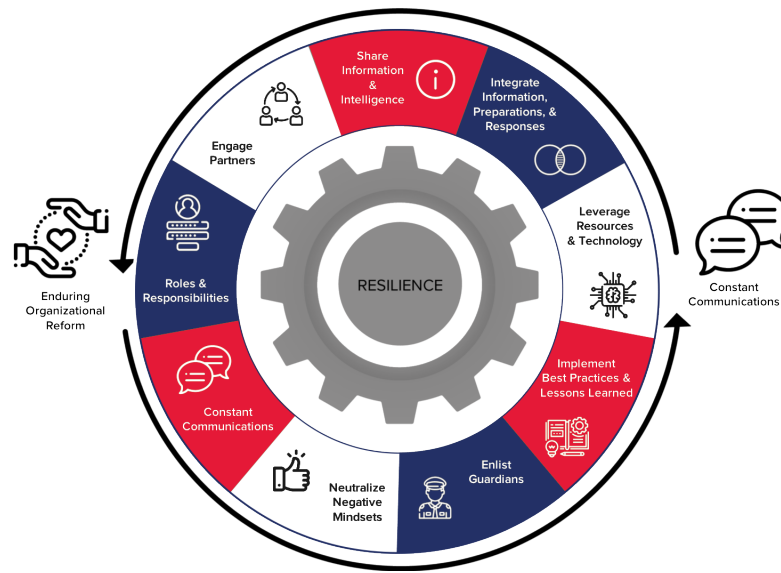 Share
Information
&
Intelligence
Integrate
Information,
Preparations, &
Responses
Engage
Partners
Leverage
Resources
& Technology
Roles &
Responsibilities
RESILIENCE
Enduring
Organizational
Reform
Constant
Communications
Implement
Best Practices &
Lessons Learned
Constant
Communications
Enlist
Guardians
Neutralize
Negative
Mindsets